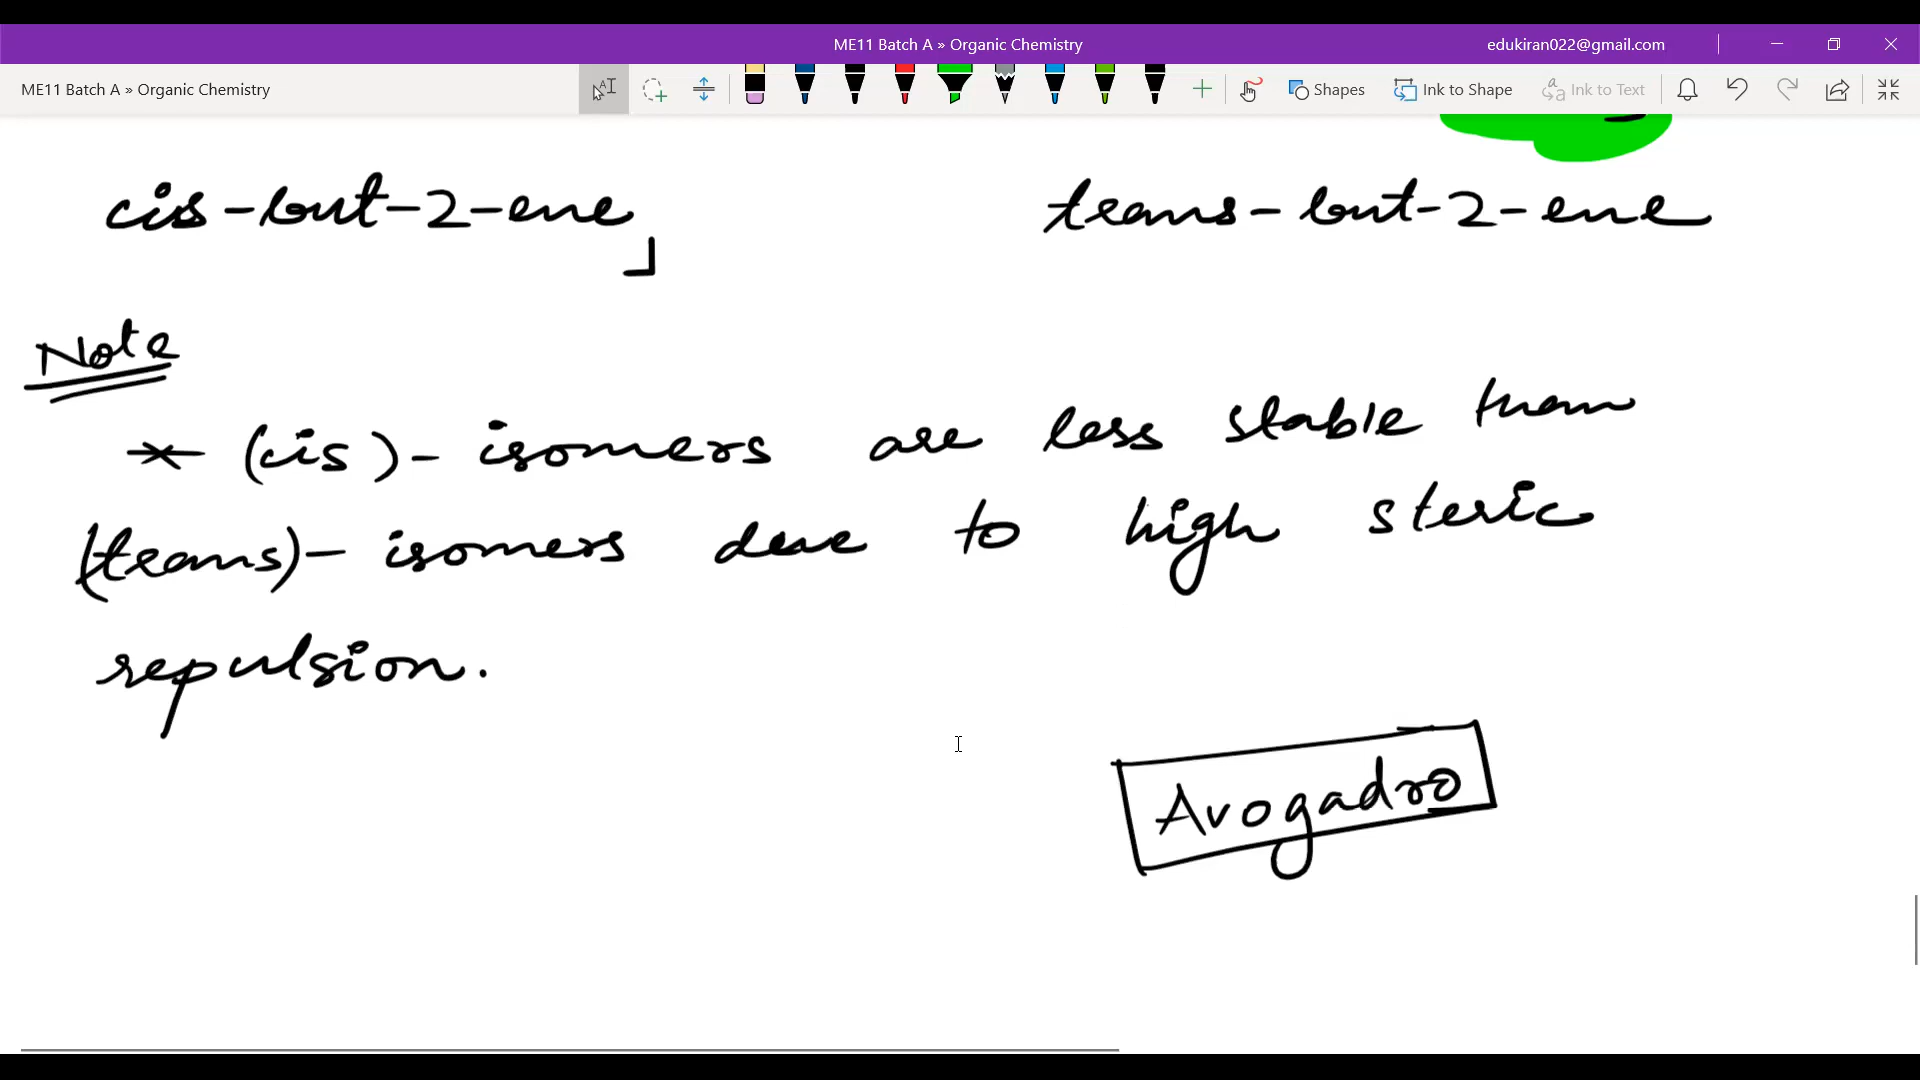 ME11 Batch A » Organic Chemistry
edukiran022@gmail.com
ME11 Batch A » Organic Chemistry
Shapes
Ink to Shape
Ink to Text
cis-but-2-ene
trans-but-2-ene
Note
* (cis)- isomers are less stable than
(trans)- isomers due to high steric
repulsion.
Avogadro